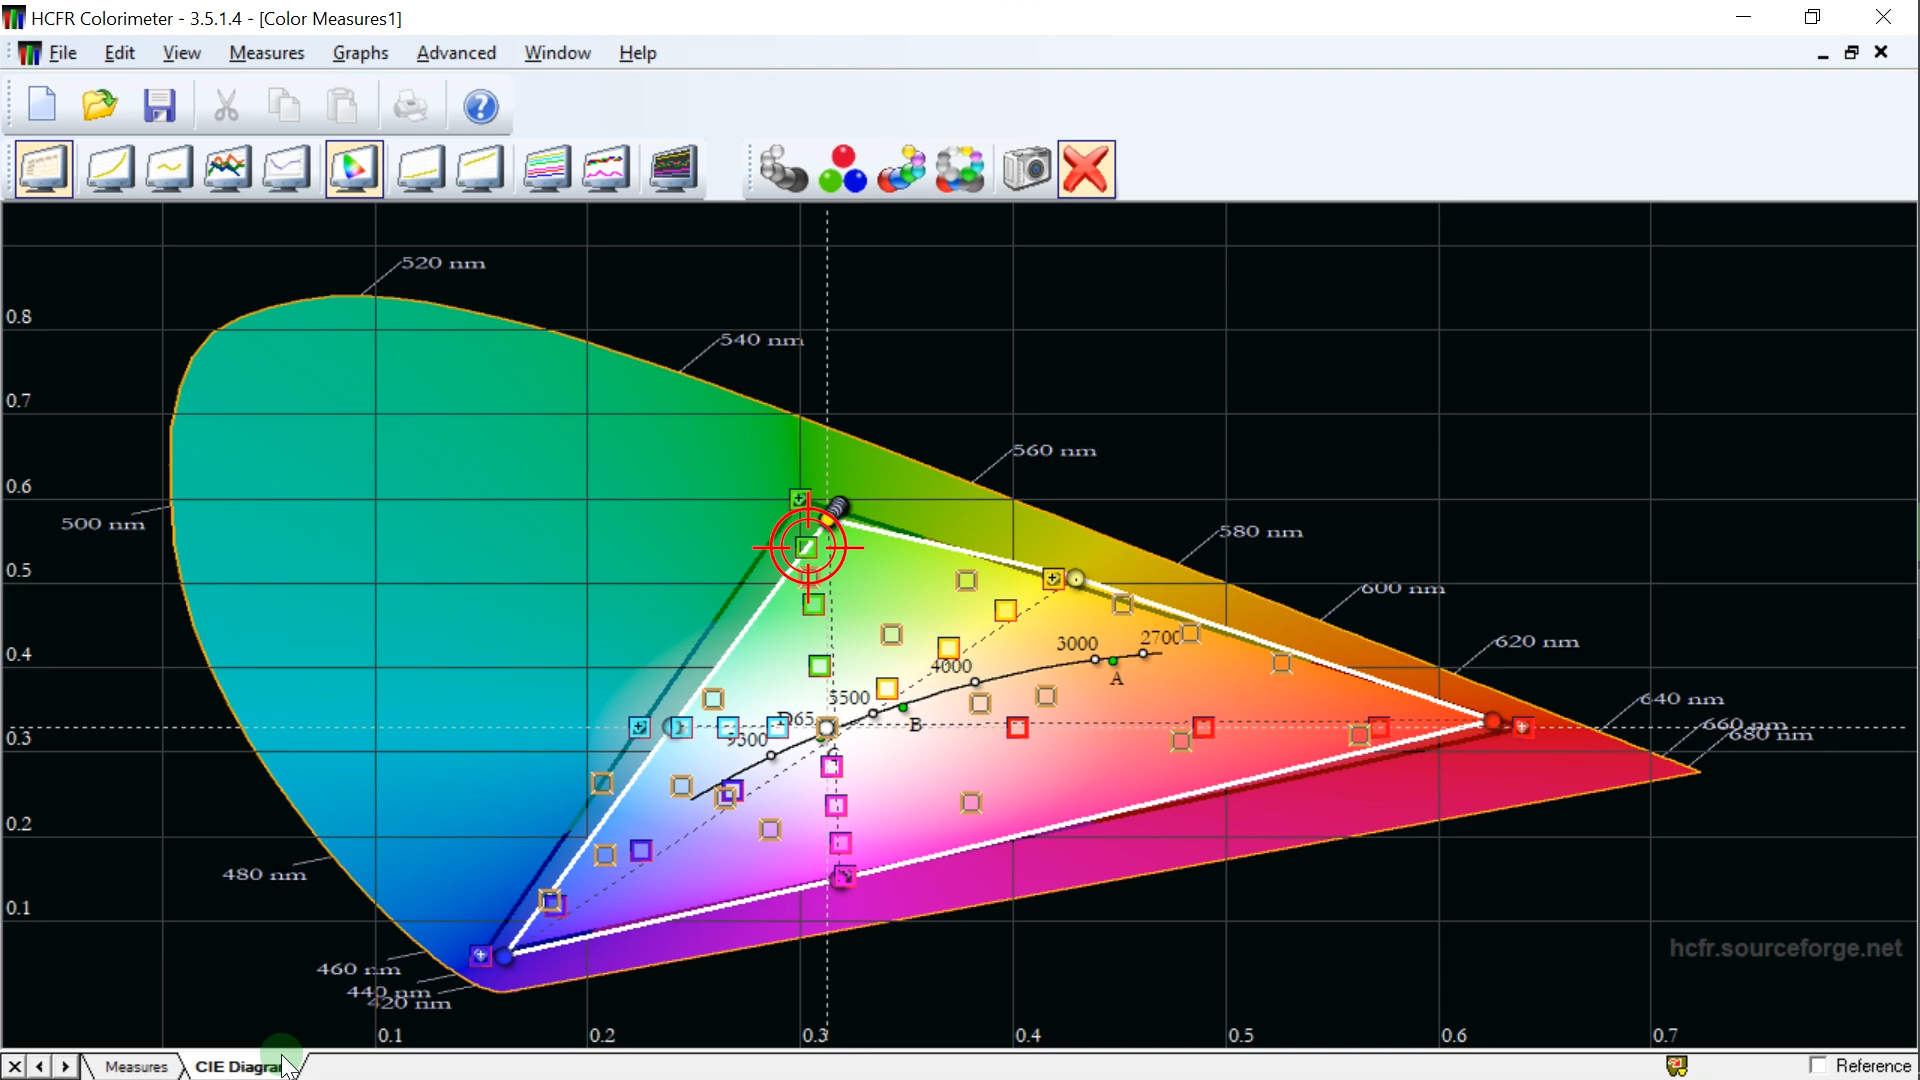 HCFR Colorimeter - 3.5.1.4 - [Color Measures1]
File Edit View Measures Graphs Advanced Window Help
520 nm
0.8
540 nm
0.7
560 nm
0.6
500 nm
580 nm
0.5
600 nm
620 nm
0.4
3000 2700
4000
A
5500
640 nm
D65
B
660 nm
0.3
9300
680 nm
0.2
480 nm
0.1
hcfr.sourceforge.net
460 nm
440 nm
420 nm
0.1 0.2 0.3 0.4 0.5 0.6 0.7
Measures CIE Diagram Reference